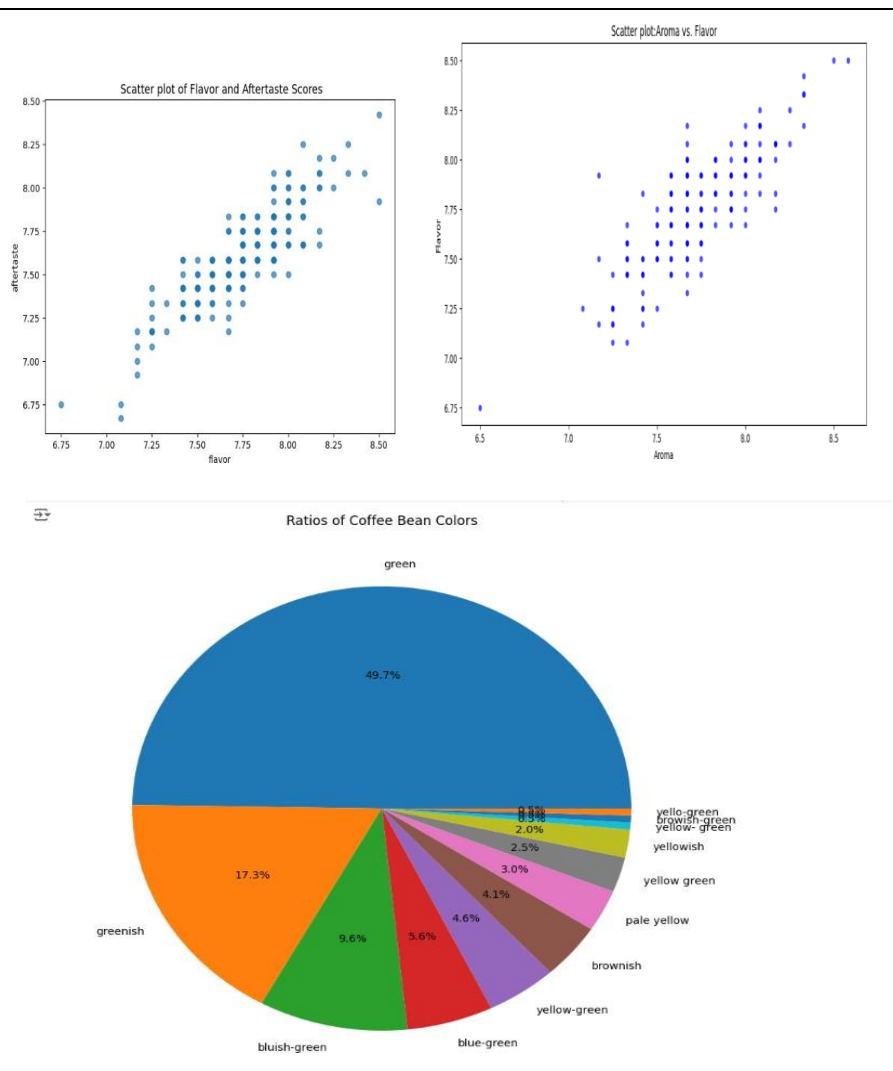 Scatter plot of Flavor and Aftertaste Scores
8.50
8.25
8.00
7.75
7.50
7.25
7.00
6.75
aftertaste
6.75 7.00 7.25 7.50 7.75 8.00 8.25 8.50
flavor
Scatter plot:Aroma vs. Flavor
8.50
8.25
8.00
7.75
7.50
7.25
7.00
6.75
Flavor
6.5 7.0 7.5 8.0 8.5
Aroma
Ratios of Coffee Bean Colors
green
49.7%
greenish
17.3%
bluish-green
9.6%
blue-green
5.6%
yellow-green
4.6%
brownish
4.1%
pale yellow
3.0%
yellow green
2.5%
yellowish
2.0%
yellow- green
browish-green
yello-green
0.5%